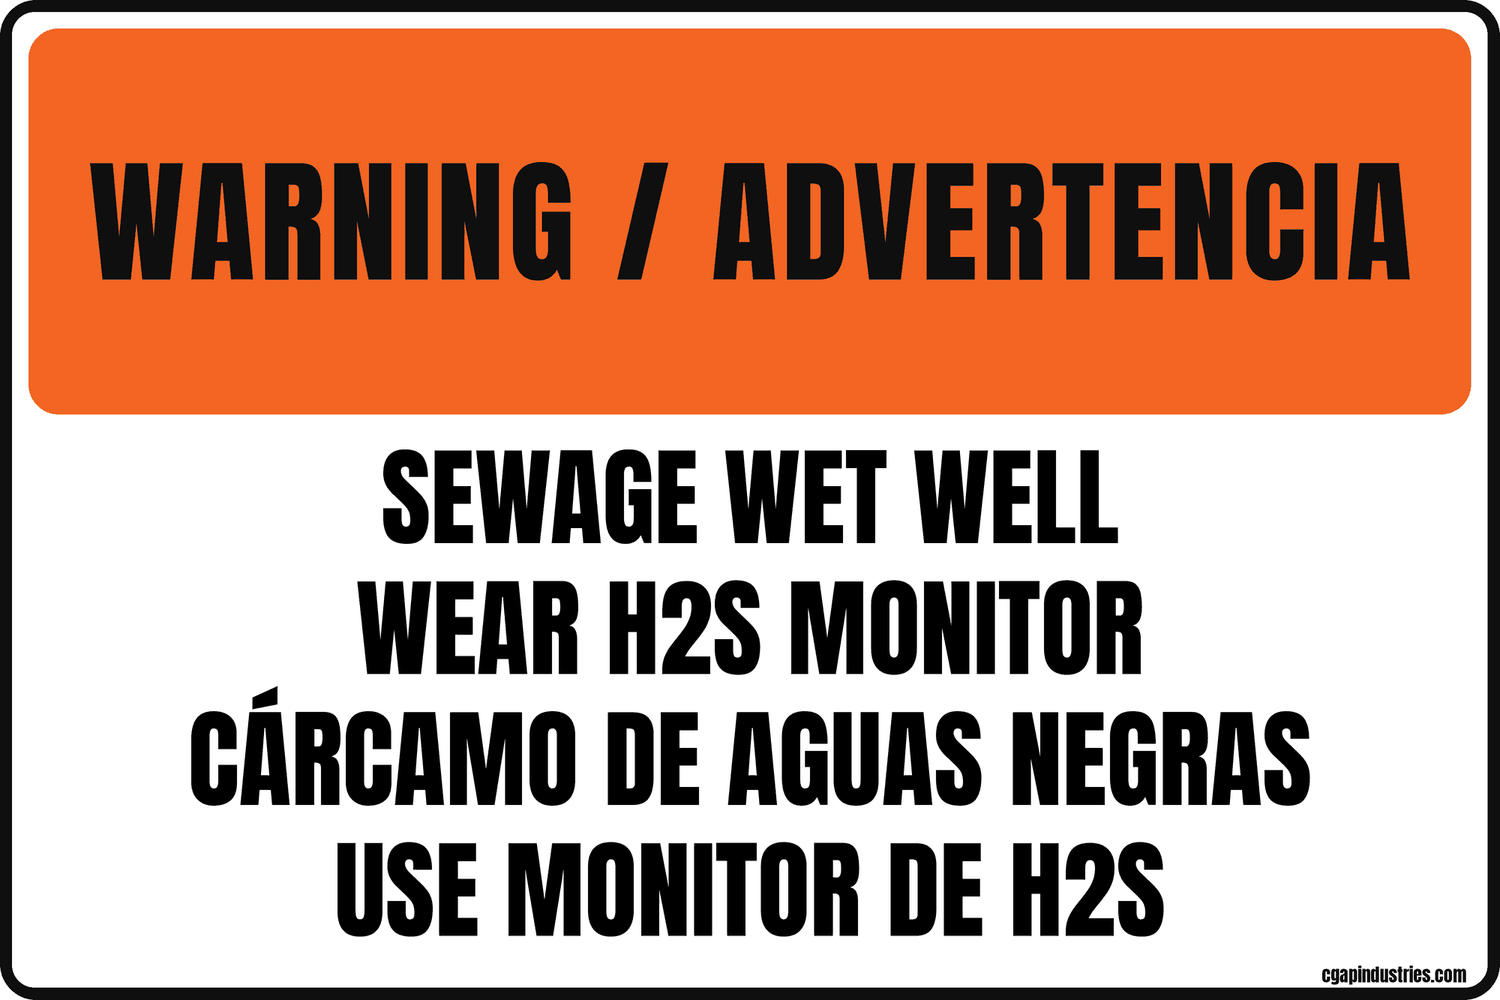 WARNING / ADVERTENCIA
SEWAGE WET WELL
WEAR H2S MONITOR
CÁRCAMO DE AGUAS NEGRAS
USE MONITOR DE H2S
cgapindustries.com